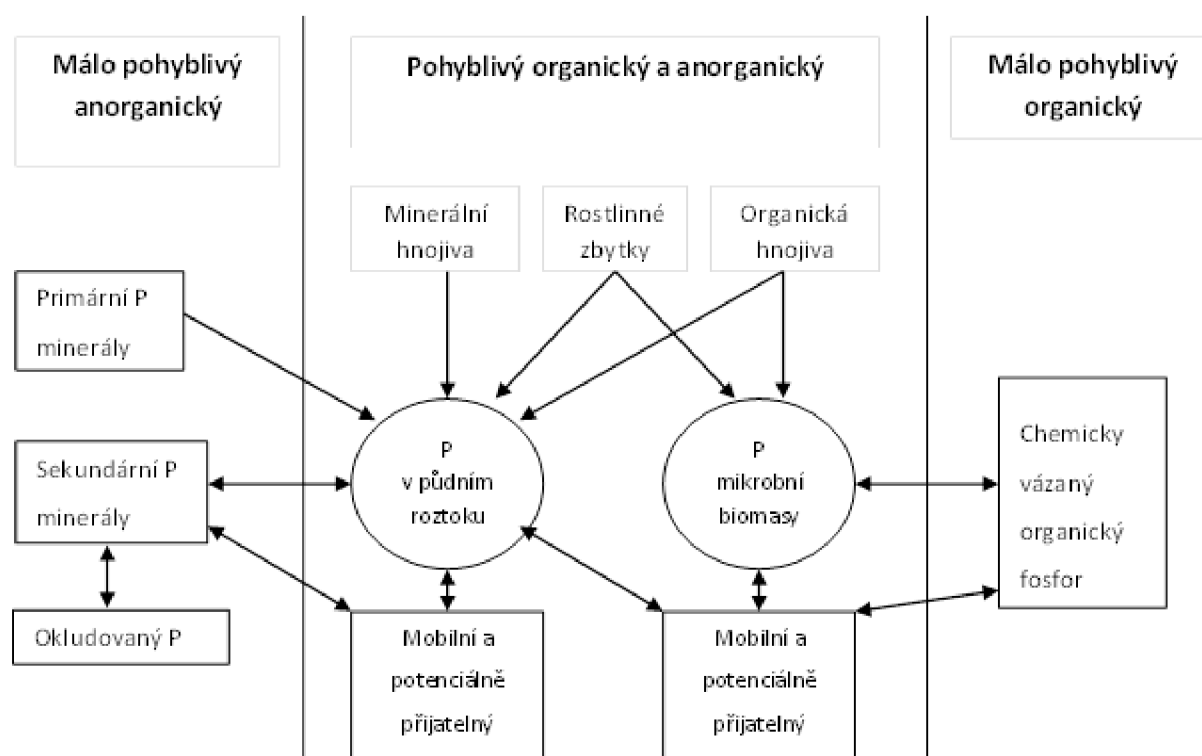 Málo pohyblivý
anorganický
Pohyblivý organický a anorganický
Málo pohyblivý
organický
Minerální
hnojiva
Rostlinné
zbytky
Organická
hnojiva
Primární P
minerály
Sekundární P
minerály
Okludovaný P
P
v půdním
roztoku
P
mikrobní
biomasy
Chemicky
vázaný
organický
fosfor
Mobilní a
potenciálně
přijatelný
Mobilní a
potenciálně
přijatelný